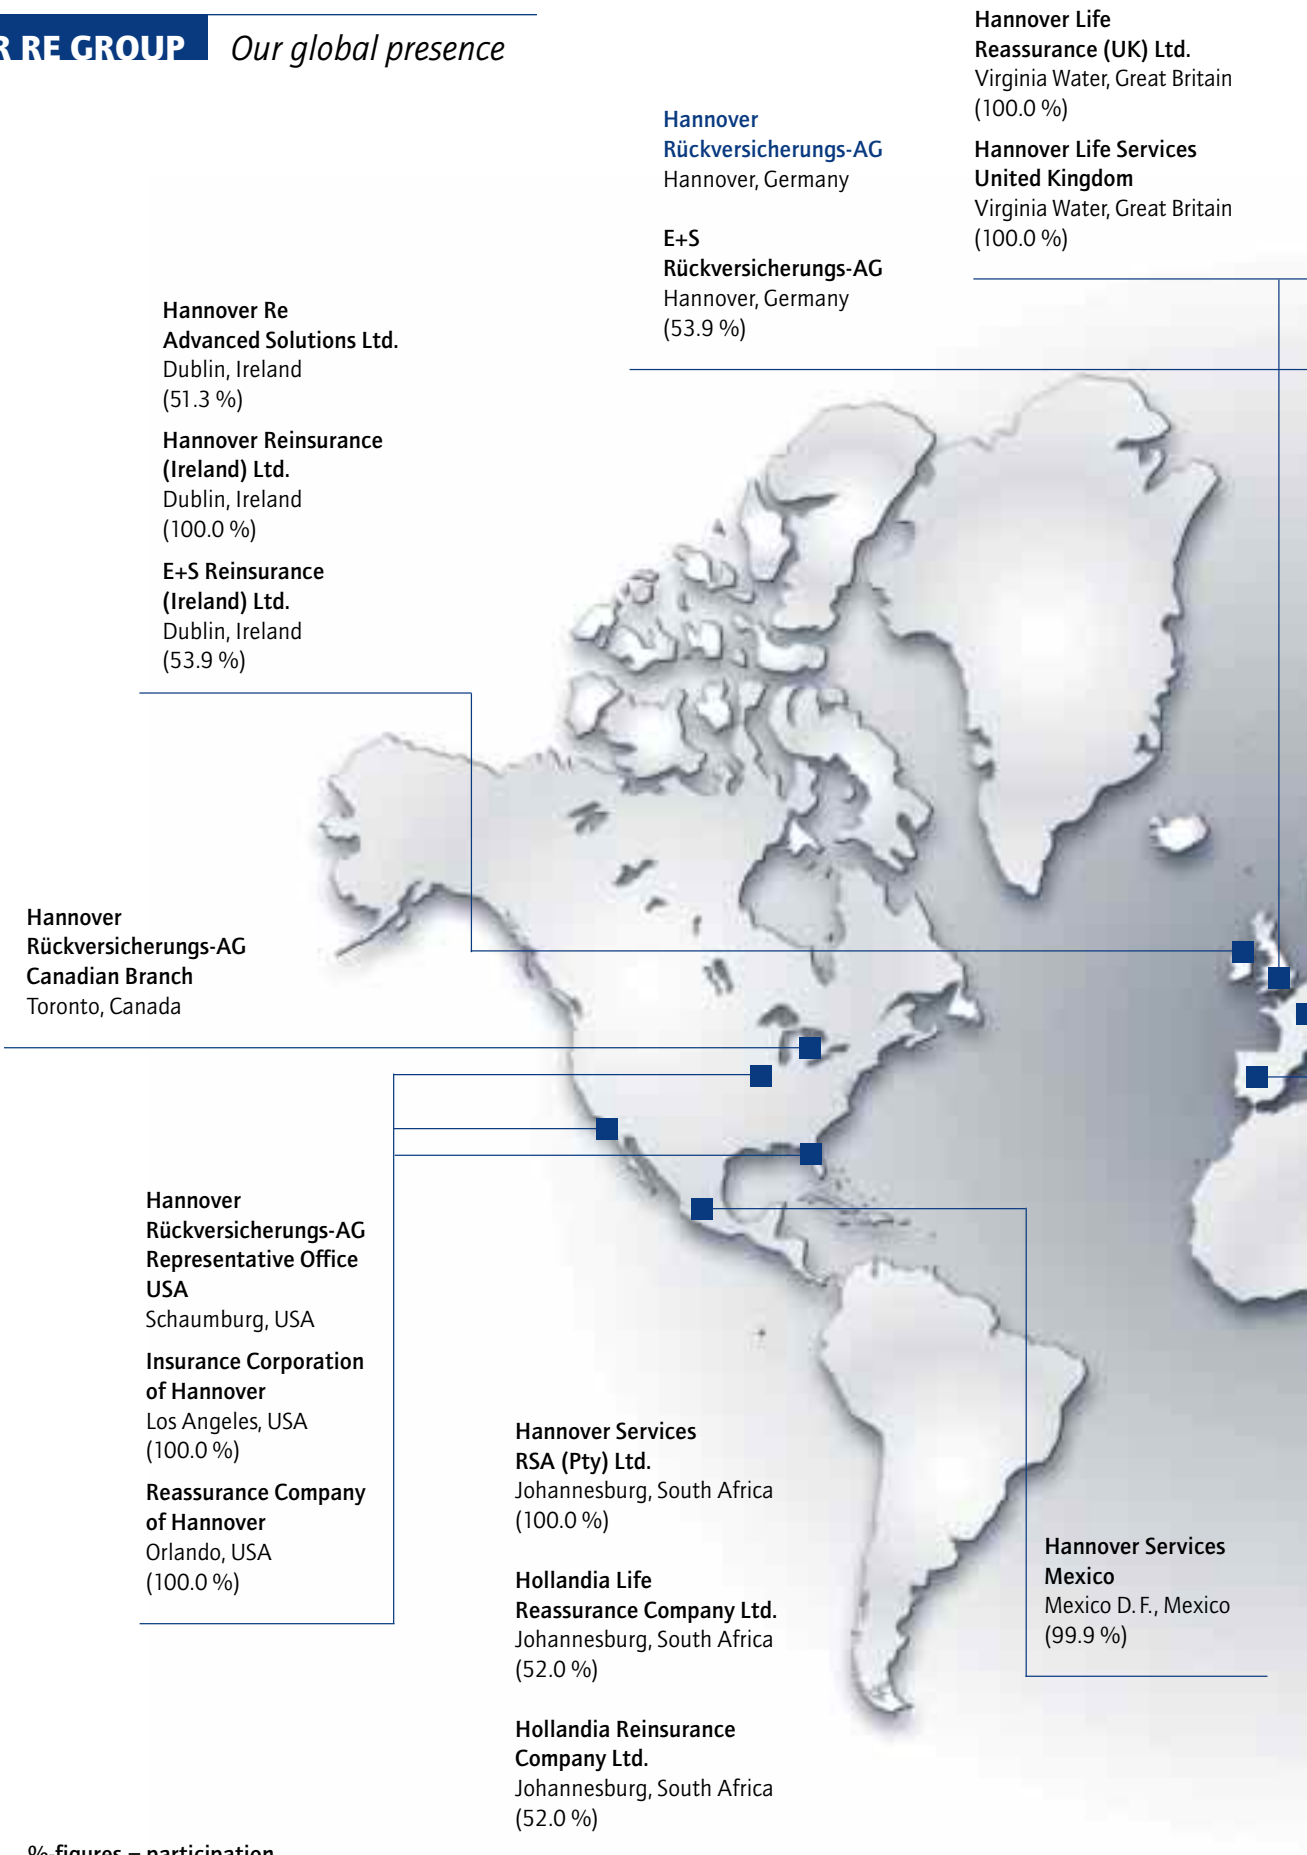 R RE GROUP Our global presence
Hannover Life
Reassurance (UK) Ltd.
Virginia Water, Great Britain
(100.0 %)
Hannover Life Services
United Kingdom
Virginia Water, Great Britain
(100.0 %)
Hannover
Rückversicherungs-AG
Hannover, Germany
E+S
Rückversicherungs-AG
Hannover, Germany
(53.9 %)
Hannover Re
Advanced Solutions Ltd.
Dublin, Ireland
(51.3 %)
Hannover Reinsurance
(Ireland) Ltd.
Dublin, Ireland
(100.0 %)
E+S Reinsurance
(Ireland) Ltd.
Dublin, Ireland
(53.9 %)
Hannover
Rückversicherungs-AG
Canadian Branch
Toronto, Canada
Hannover
Rückversicherungs-AG
Representative Office
USA
Schaumburg, USA
Insurance Corporation
of Hannover
Los Angeles, USA
(100.0 %)
Reassurance Company
of Hannover
Orlando, USA
(100.0 %)
Hannover Services
RSA (Pty) Ltd.
Johannesburg, South Africa
(100.0 %)
Hollandia Life
Reassurance Company Ltd.
Johannesburg, South Africa
(52.0 %)
Hollandia Reinsurance
Company Ltd.
Johannesburg, South Africa
(52.0 %)
Hannover Services
Mexico
Mexico D. F., Mexico
(99.9 %)
%-figures = participation